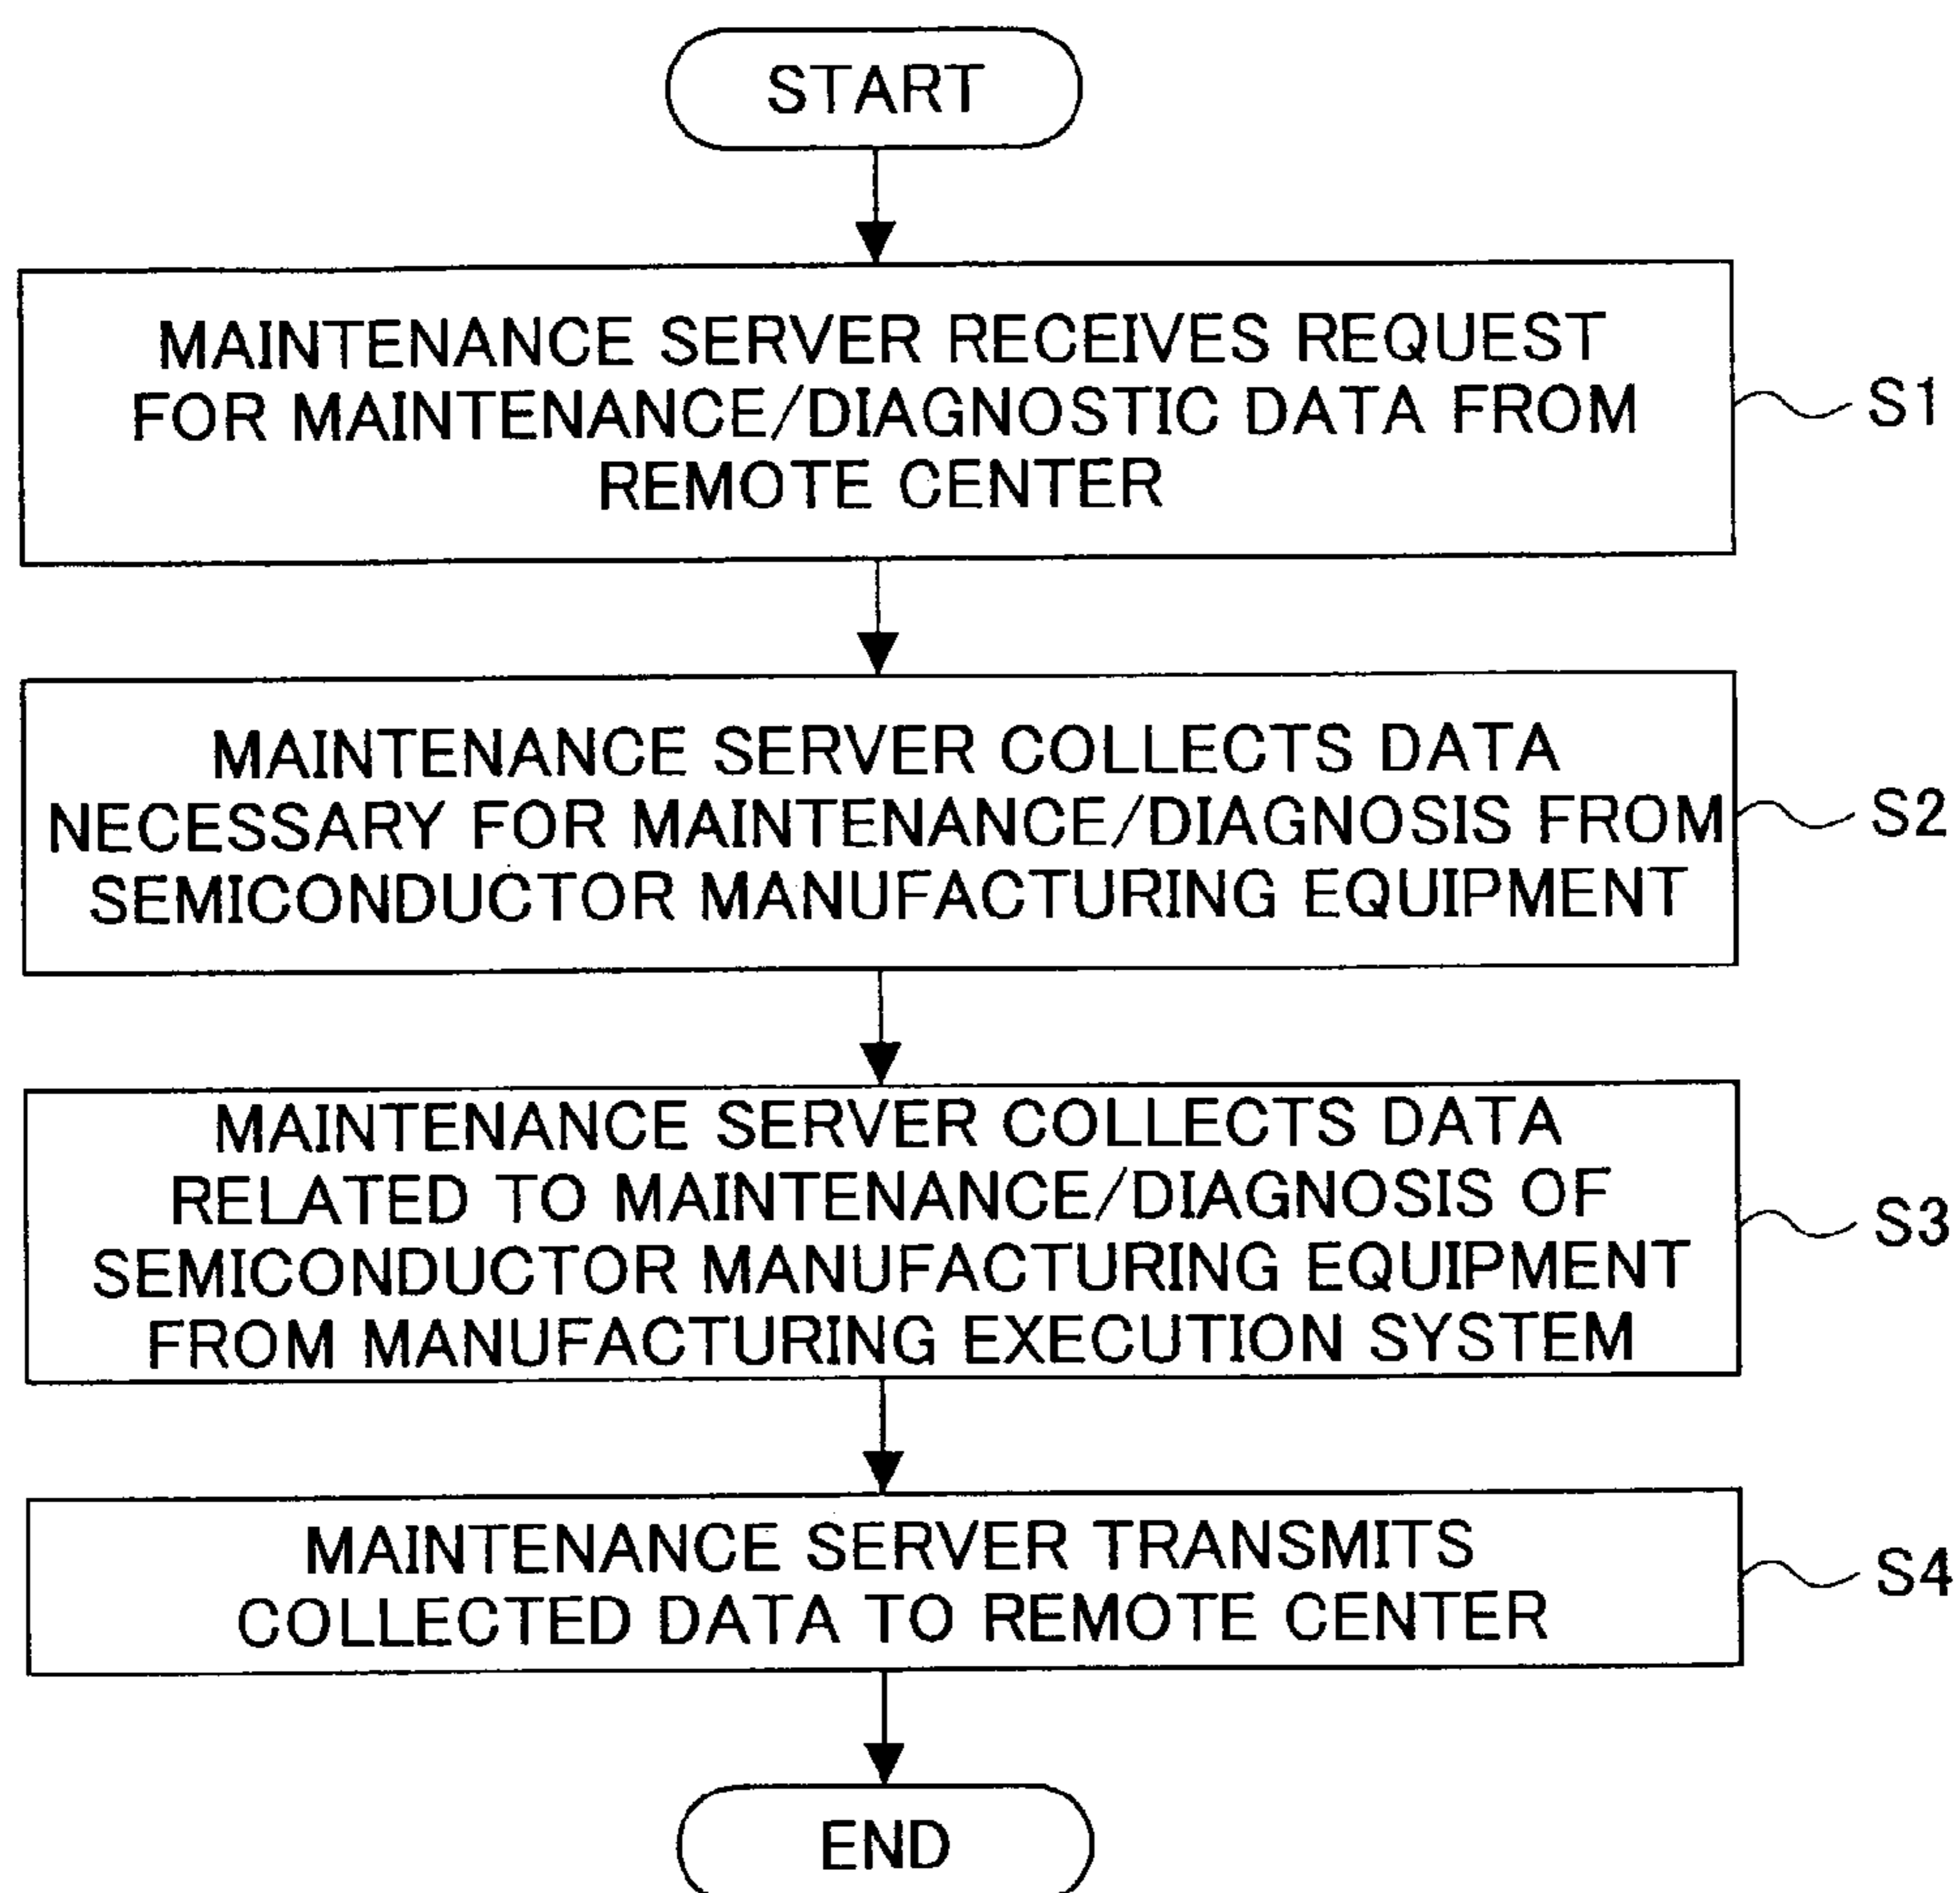 START
MAINTENANCE SERVER RECEIVES REQUEST
FOR MAINTENANCE/DIAGNOSTIC DATA FROM
REMOTE CENTER
S1
MAINTENANCE SERVER COLLECTS DATA
NECESSARY FOR MAINTENANCE/DIAGNOSIS FROM
SEMICONDUCTOR MANUFACTURING EQUIPMENT
S2
MAINTENANCE SERVER COLLECTS DATA
RELATED TO MAINTENANCE/DIAGNOSIS OF
SEMICONDUCTOR MANUFACTURING EQUIPMENT
FROM MANUFACTURING EXECUTION SYSTEM
S3
MAINTENANCE SERVER TRANSMITS
COLLECTED DATA TO REMOTE CENTER
S4
END